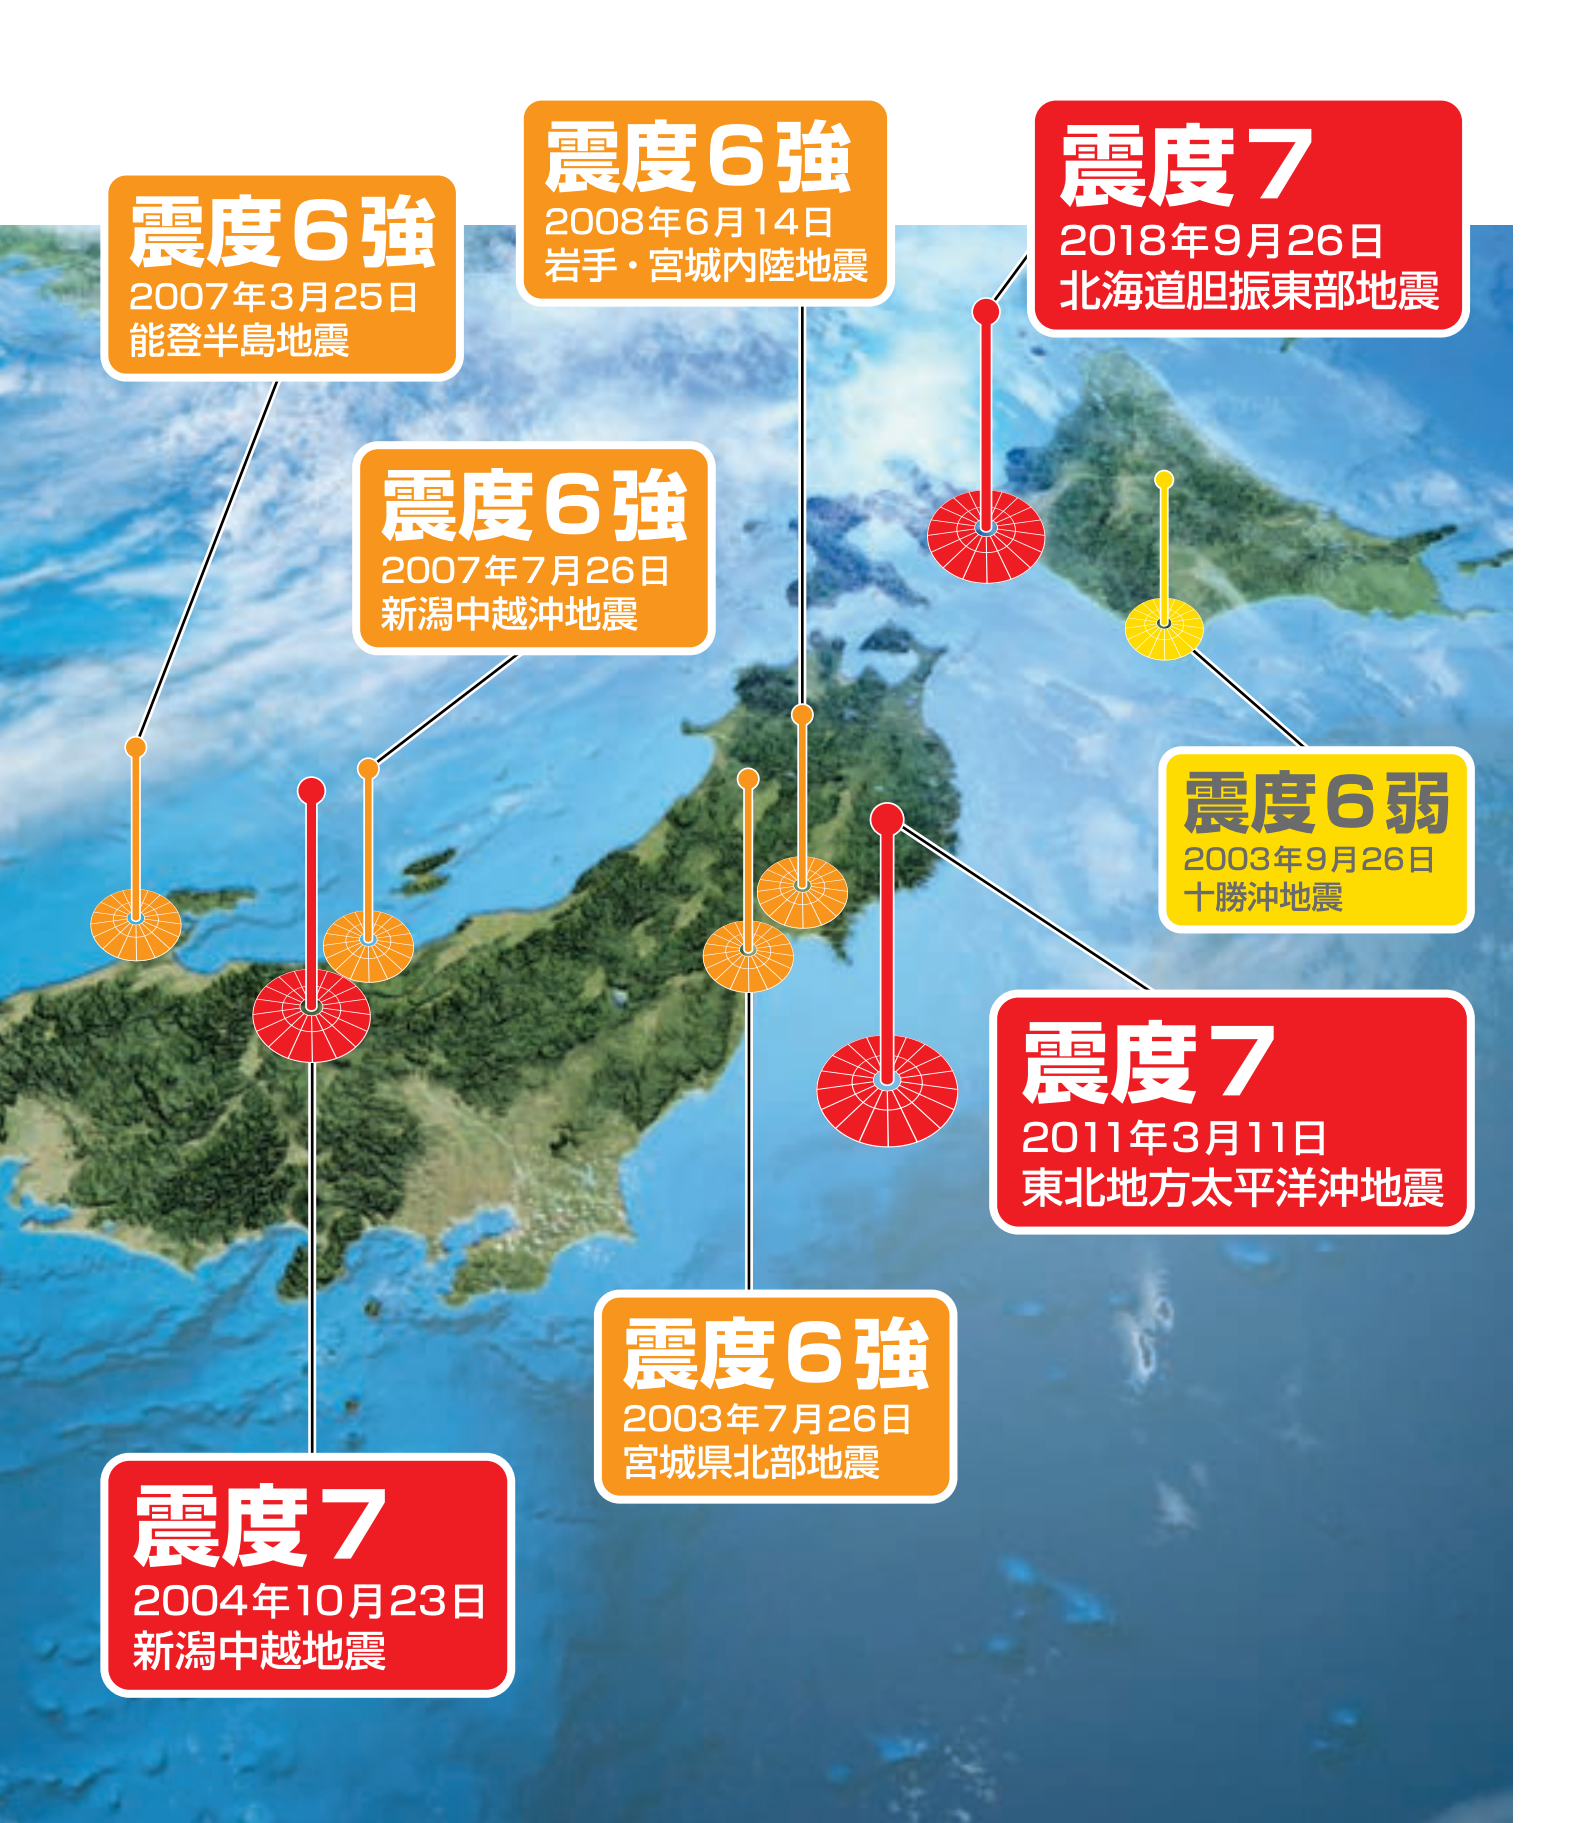 震度6強
2007年3月25日
能登半島地震
震度6強
2008年6月14日
岩手・宮城内陸地震
震度7
2018年9月26日
北海道胆振東部地震
震度6強
2007年7月26日
新潟中越沖地震
震度6弱
2003年9月26日
十勝沖地震
震度7
2011年3月11日
東北地方太平洋沖地震
震度6強
2003年7月26日
宮城県北部地震
震度7
2004年10月23日
新潟中越地震